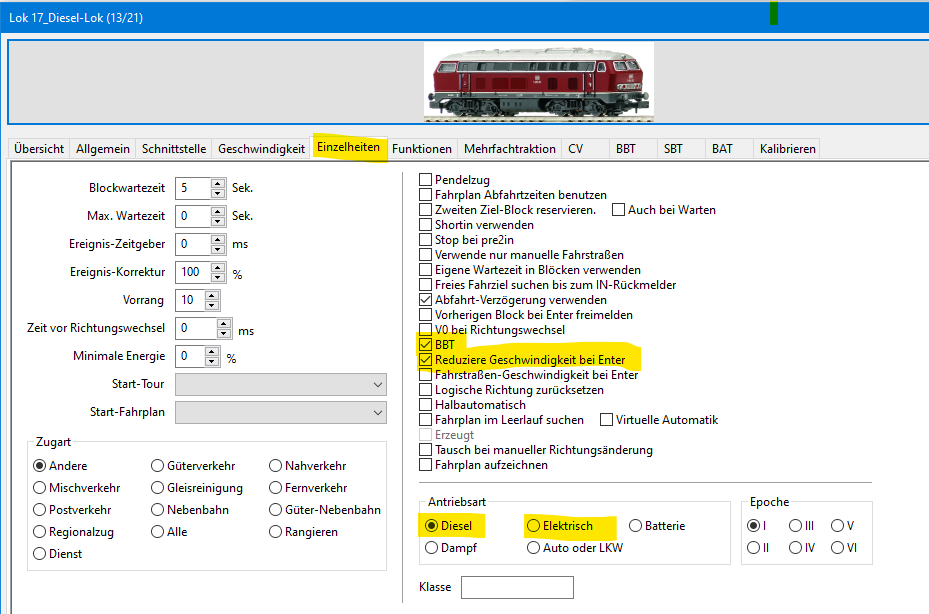 Lok 17_Diesel-Lok (13/21)
Übersicht Allgemein Schnittstelle Geschwindigkeit Einzelheiten Funktionen Mehrfachtraktion CV BBT SBT BAT Kalibrieren
Blockwartezeit 5 Sek.
Max. Wartezeit 0 Sek.
Ereignis-Zeitgeber 0 ms
Ereignis-Korrektur 100 %
Vorrang 10
Zeit vor Richtungswechsel 0 ms
Minimale Energie 0 %
Start-Tour
Start-Fahrplan
Zugart
Andere Güterverkehr Nahverkehr
Mischverkehr Gleisreinigung Fernverkehr
Postverkehr Nebenbahn Güter-Nebenbahn
Regionalzug Alle Rangieren
Dienst
Pendelzug
Fahrplan Abfahrtzeiten benutzen
Zweiten Ziel-Block reservieren. Auch bei Warten
Shortin verwenden
Stop bei pre2in
Verwende nur manuelle Fahrstraßen
Eigene Wartezeit in Blöcken verwenden
Freies Fahrziel suchen bis zum IN-Rückmelder
Abfahrt-Verzögerung verwenden
Vorherigen Block bei Enter freimelden
V0 bei Richtungswechsel
BBT
Reduziere Geschwindigkeit bei Enter
Fahrstraßen-Geschwindigkeit bei Enter
Logische Richtung zurücksetzen
Halbautomatisch
Fahrplan im Leerlauf suchen Virtuelle Automatik
Erzeugt
Tausch bei manueller Richtungsänderung
Fahrplan aufzeichnen
Antriebsart
Diesel Elektrisch Batterie
Dampf Auto oder LKW
Epoche
I III V
II IV VI
Klasse